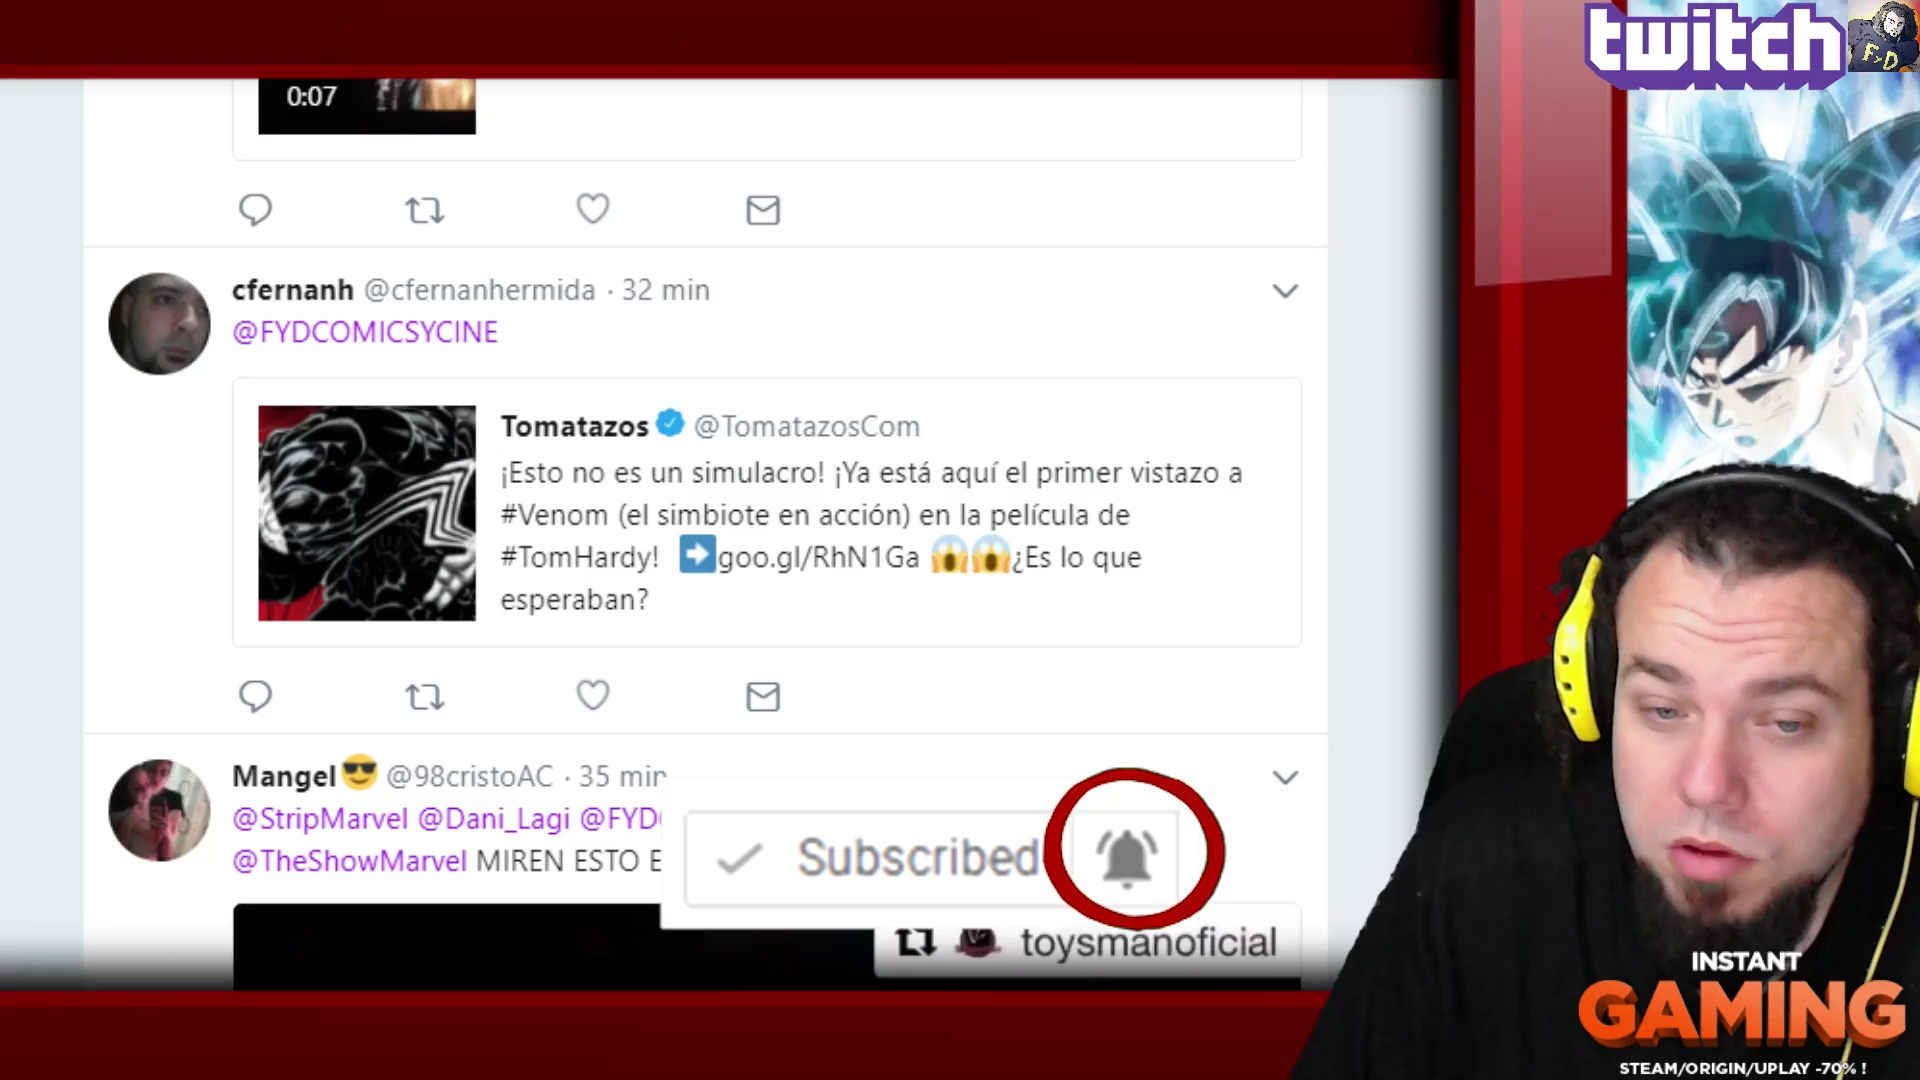 twitch
FyD
0:07
cfernanh @cfernanhermida · 32 min
@FYDCOMICSYCINE
Tomatazos @TomatazosCom
¡Esto no es un simulacro! ¡Ya está aquí el primer vistazo a
#Venom (el simbiote en acción) en la película de
#TomHardy! ➡goo.gl/RhN1Ga 😱😱¿Es lo que
esperaban?
Mangel😎 @98cristoAC · 35 min
@StripMarvel @Dani_Lagi @FYD
@TheShowMarvel MIREN ESTO E
Subscribed
toysmanoficial
INSTANT
GAMING
STEAM/ORIGIN/UPLAY -70% !